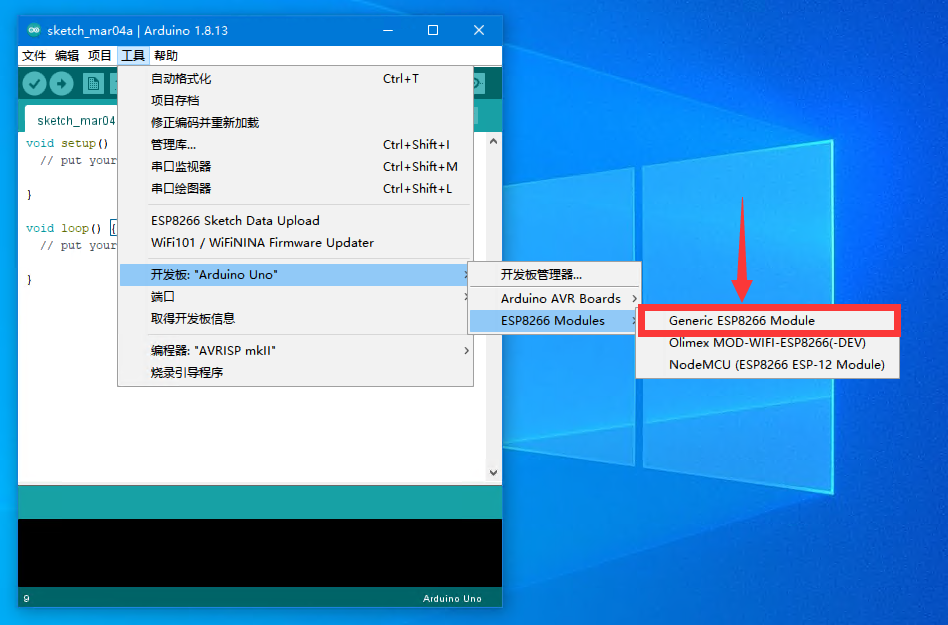 sketch_mar04a | Arduino 1.8.13
文件 编辑 项目 工具 帮助
sketch_mar04
void setup()
// put your
}
void loop() {
// put your
}
自动格式化 Ctrl+T
项目存档
修正编码并重新加载
管理库... Ctrl+Shift+I
串口监视器 Ctrl+Shift+M
串口绘图器 Ctrl+Shift+L
ESP8266 Sketch Data Upload
WiFi101 / WiFiNINA Firmware Updater
开发板: "Arduino Uno"
端口
取得开发板信息
编程器: "AVRISP mkII"
烧录引导程序
开发板管理器...
Arduino AVR Boards
ESP8266 Modules
Generic ESP8266 Module
Olimex MOD-WIFI-ESP8266(-DEV)
NodeMCU (ESP8266 ESP-12 Module)
9 Arduino Uno